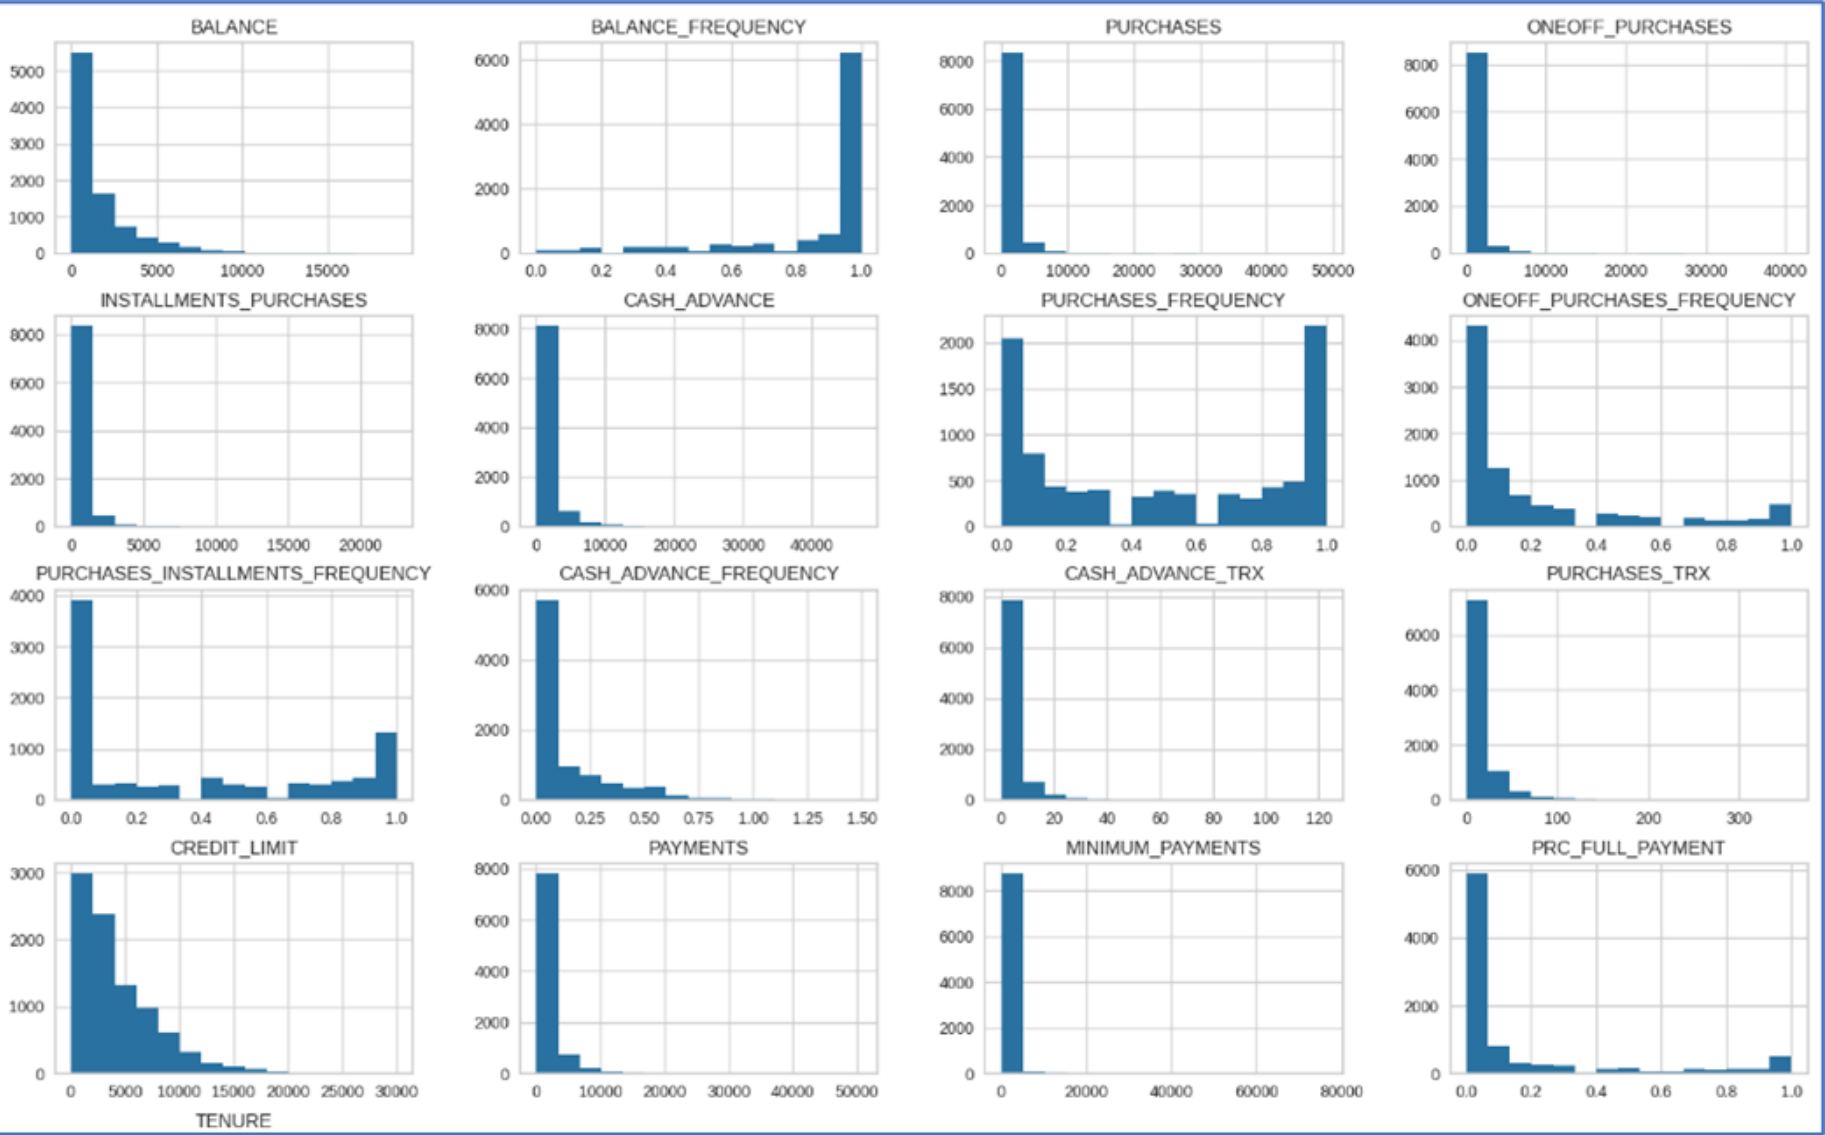 BALANCE
5000
4000
3000
2000
1000
0
0 5000 10000 15000
BALANCE_FREQUENCY
6000
4000
2000
0
0.0 0.2 0.4 0.6 0.8 1.0
PURCHASES
8000
6000
4000
2000
0
0 10000 20000 30000 40000 50000
ONEOFF_PURCHASES
8000
6000
4000
2000
0
0 10000 20000 30000 40000
INSTALLMENTS_PURCHASES
8000
6000
4000
2000
0
0 5000 10000 15000 20000
CASH_ADVANCE
8000
6000
4000
2000
0
0 10000 20000 30000 40000
PURCHASES_FREQUENCY
2000
1500
1000
500
0
0.0 0.2 0.4 0.6 0.8 1.0
ONEOFF_PURCHASES_FREQUENCY
4000
3000
2000
1000
0
0.0 0.2 0.4 0.6 0.8 1.0
PURCHASES_INSTALLMENTS_FREQUENCY
4000
3000
2000
1000
0
0.0 0.2 0.4 0.6 0.8 1.0
CASH_ADVANCE_FREQUENCY
6000
4000
2000
0
0.00 0.25 0.50 0.75 1.00 1.25 1.50
CASH_ADVANCE_TRX
8000
6000
4000
2000
0
0 20 40 60 80 100 120
PURCHASES_TRX
6000
4000
2000
0
0 100 200 300
CREDIT_LIMIT
3000
2000
1000
0
0 5000 10000 15000 20000 25000 30000
PAYMENTS
8000
6000
4000
2000
0
0 10000 20000 30000 40000 50000
MINIMUM_PAYMENTS
8000
6000
4000
2000
0
0 20000 40000 60000 80000
PRC_FULL_PAYMENT
6000
4000
2000
0
0.0 0.2 0.4 0.6 0.8 1.0
TENURE